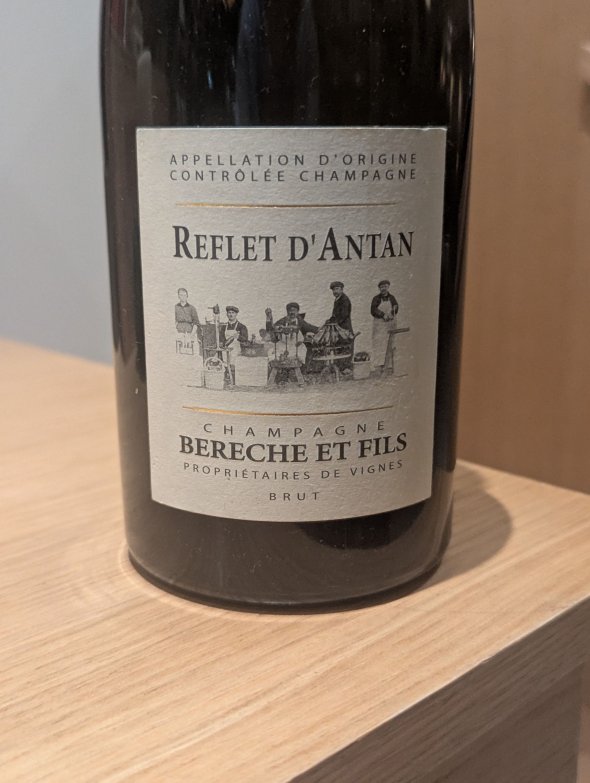 APPELLATION D'ORIGINE
CONTRÔLÉE CHAMPAGNE
REFLET D'ANTAN
CHAMPAGNE
BERECHE ET FILS
PROPRIÉTAIRES DE VIGNES
BRUT